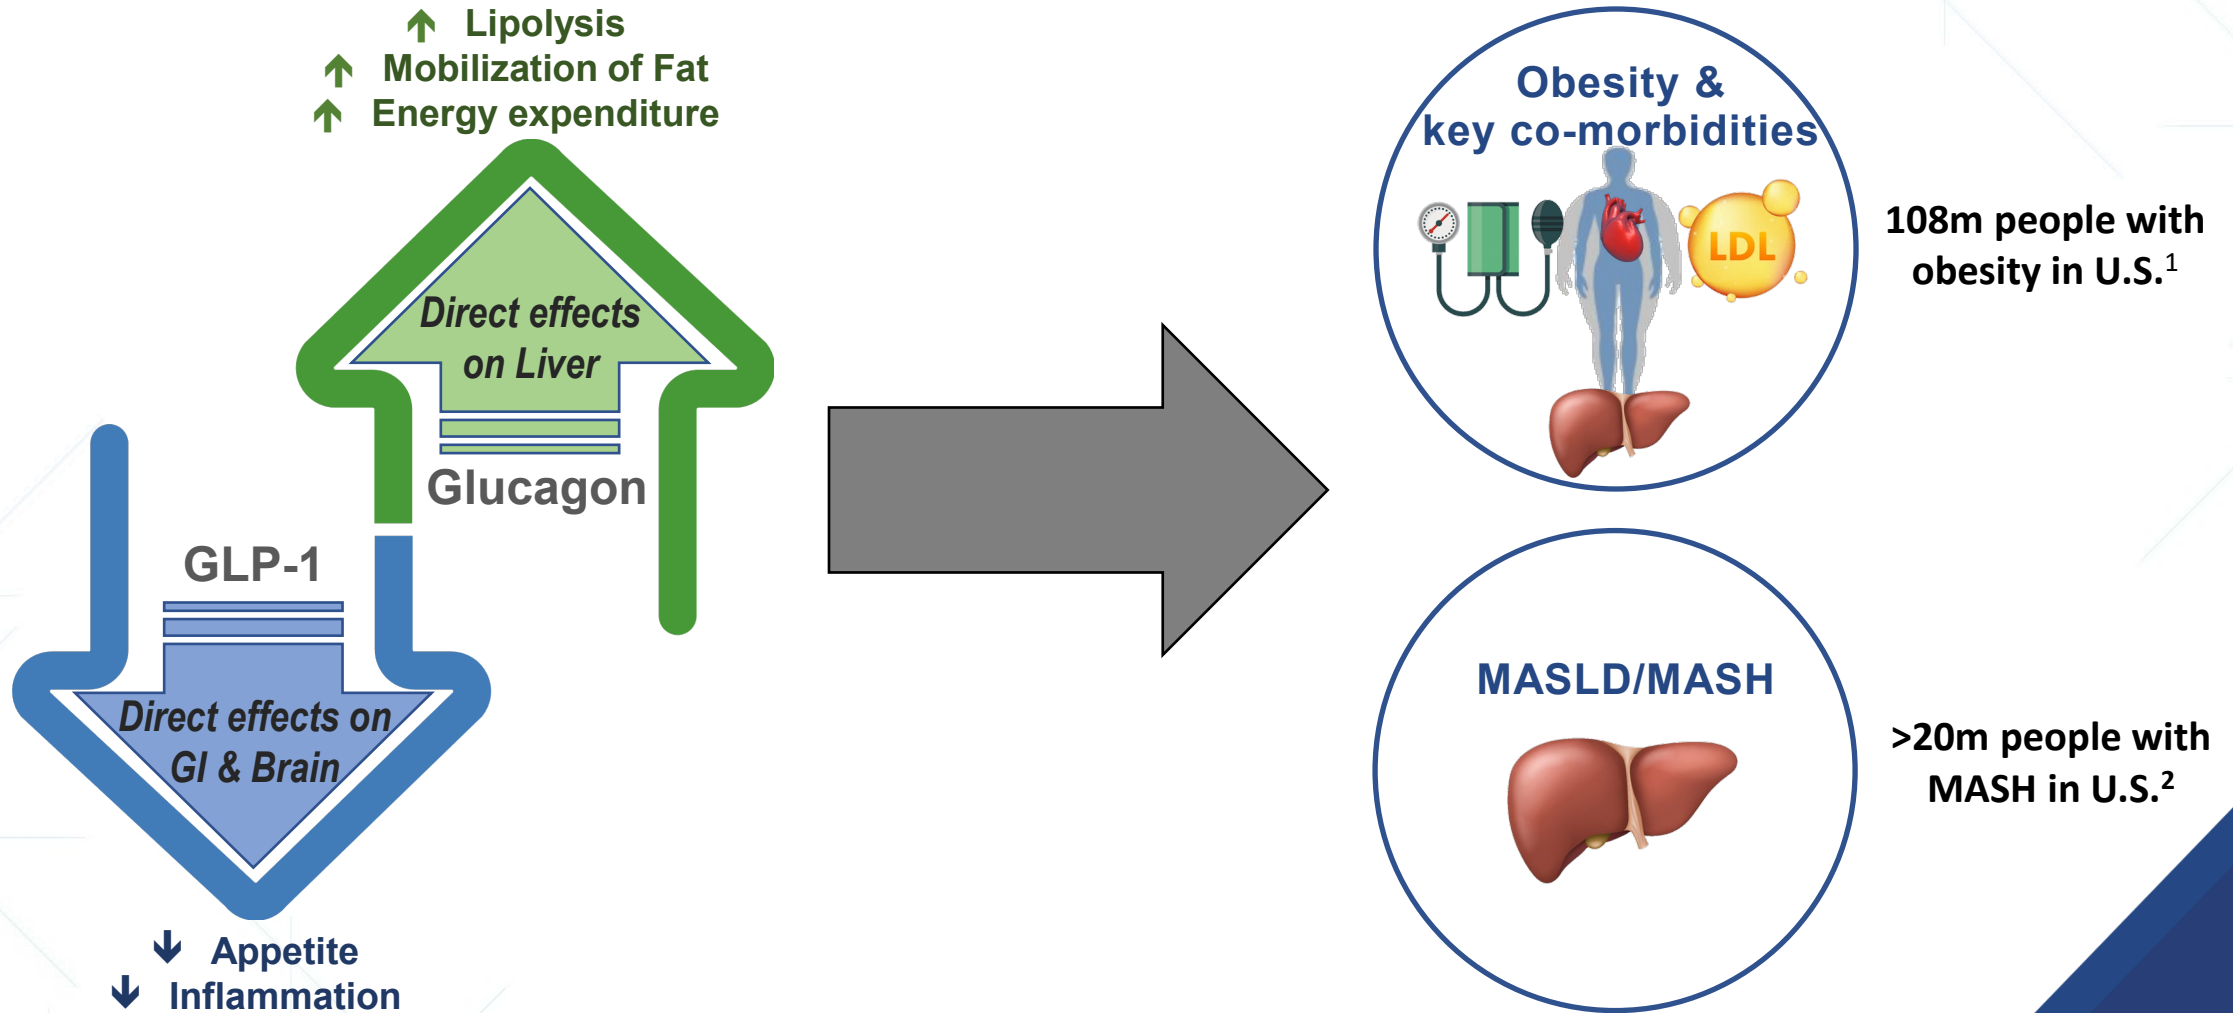 ↑ Lipolysis
↑ Mobilization of Fat
↑ Energy expenditure
Direct effects
on Liver
Glucagon
GLP-1
Direct effects on
GI & Brain
↓ Appetite
↓ Inflammation
Obesity &
key co-morbidities
LDL
108m people with
obesity in U.S.¹
MASLD/MASH
>20m people with
MASH in U.S.²